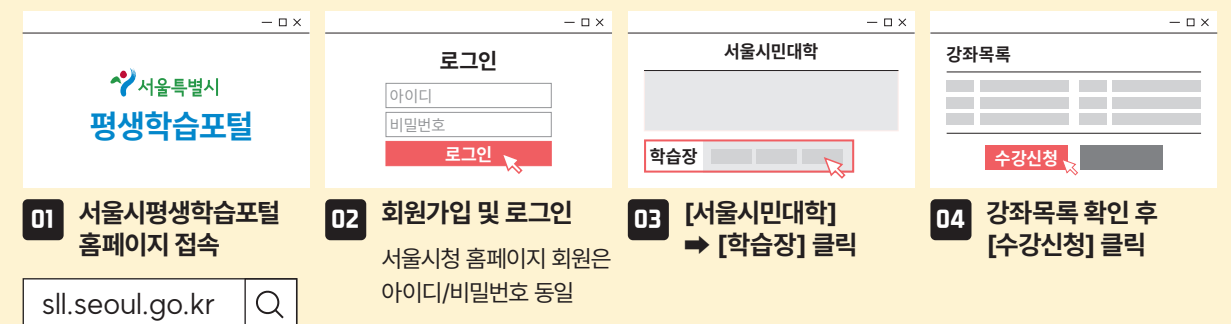 서울특별시
평생학습포털
01 서울시평생학습포털
홈페이지 접속
sll.seoul.go.kr
로그인
아이디
비밀번호
로그인
02 회원가입 및 로그인
서울시청 홈페이지 회원은
아이디/비밀번호 동일
서울시민대학
학습장
03 [서울시민대학]
➡ [학습장] 클릭
강좌목록
수강신청
04 강좌목록 확인 후
[수강신청] 클릭